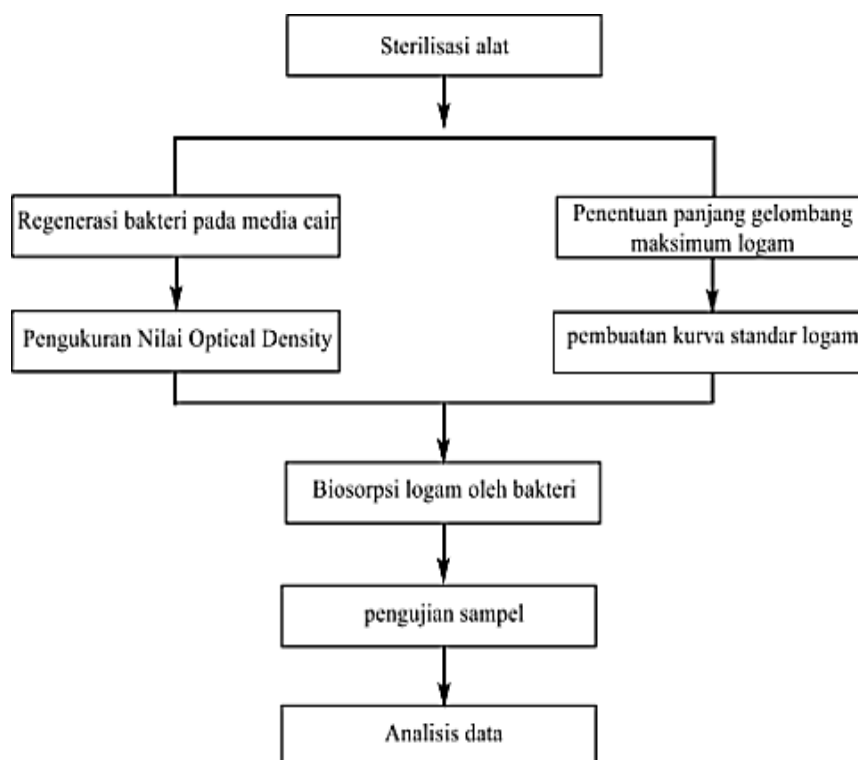 Sterilisasi alat
Regenerasi bakteri pada media cair
Penentuan panjang gelombang
maksimum logam
Pengukuran Nilai Optical Density
pembuatan kurva standar logam
Biosorpsi logam oleh bakteri
pengujian sampel
Analisis data